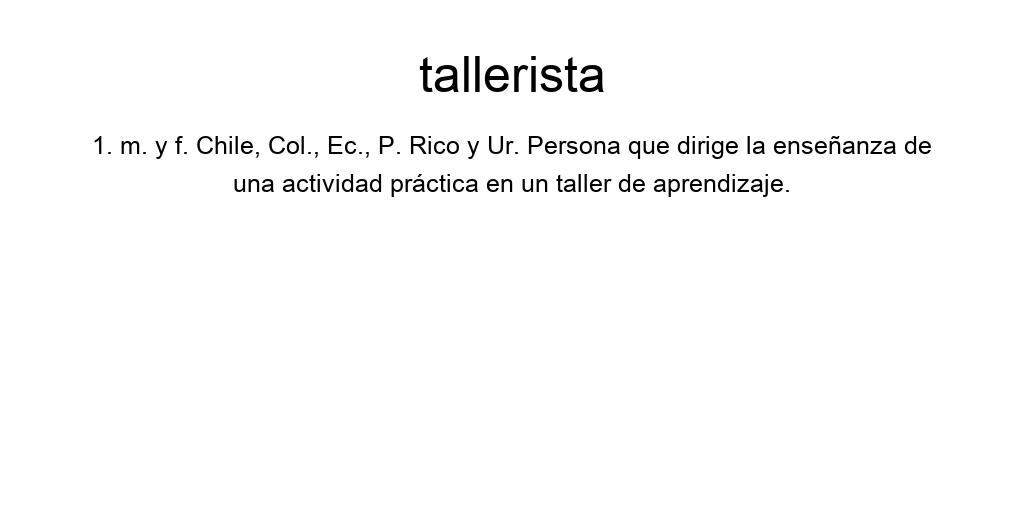 tallerista
1. m. y f. Chile, Col., Ec., P. Rico y Ur. Persona que dirige la enseñanza de
una actividad práctica en un taller de aprendizaje.